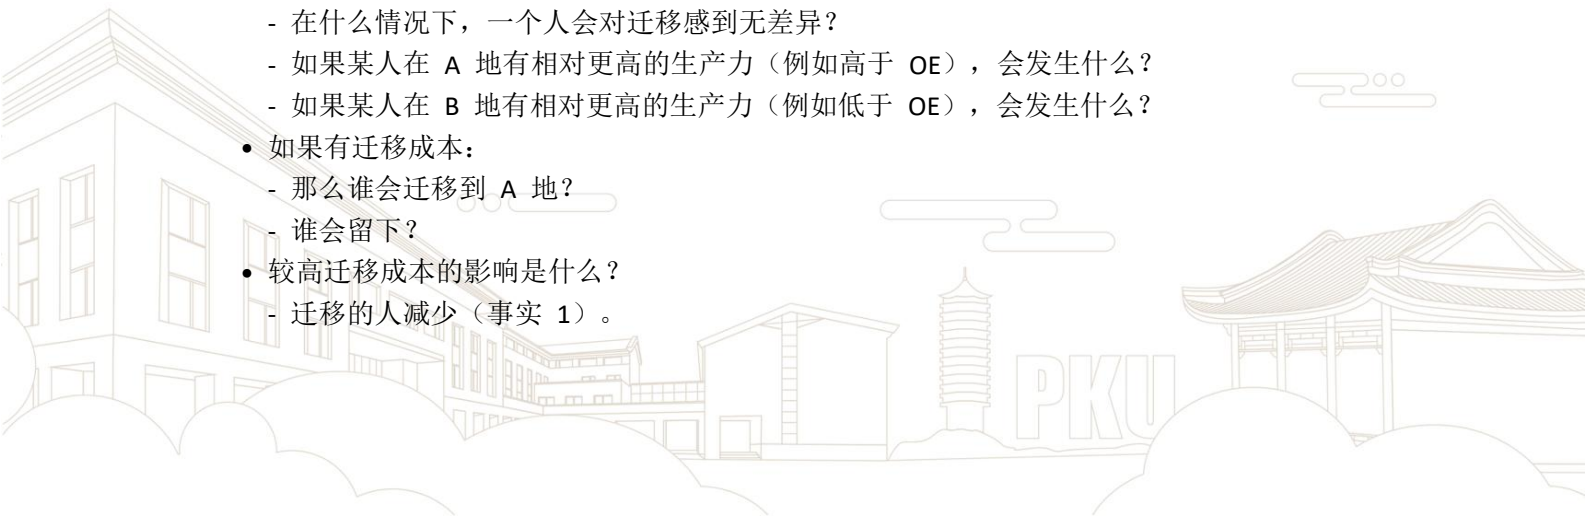 - 在什么情况下，一个人会对迁移感到无差异？
- 如果某人在 A 地有相对更高的生产力（例如高于 OE），会发生什么？
- 如果某人在 B 地有相对更高的生产力（例如低于 OE），会发生什么？
• 如果有迁移成本：
- 那么谁会迁移到 A 地？
- 谁会留下？
• 较高迁移成本的影响是什么？
- 迁移的人减少（事实 1）。
PKU